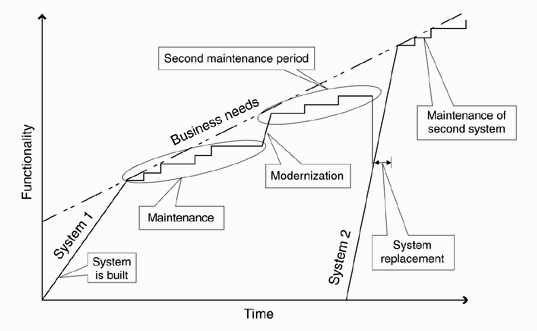 Second maintenance period
Business needs
Maintenance of
second system
Functionality
Modernization
Maintenance
System 1
System
is built
System 2
System
replacement
Time